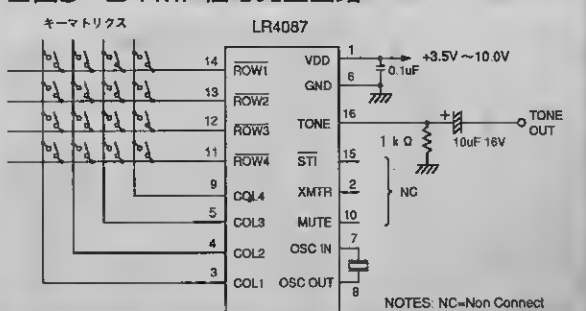 キーマトリクス
LR4087
14 ROW1 VDD 1 +3.5V ~10.0V
0.1uF
13 ROW2 GND 6
12 ROW3 TONE 16 TONE OUT
1 kΩ + 10uF 16V
11 ROW4 STI 15
9 COL4 XMTR 2 NC
5 COL3 MUTE 10
4 COL2 OSC IN 7
3 COL1 OSC OUT 8
NOTES: NC=Non Connect